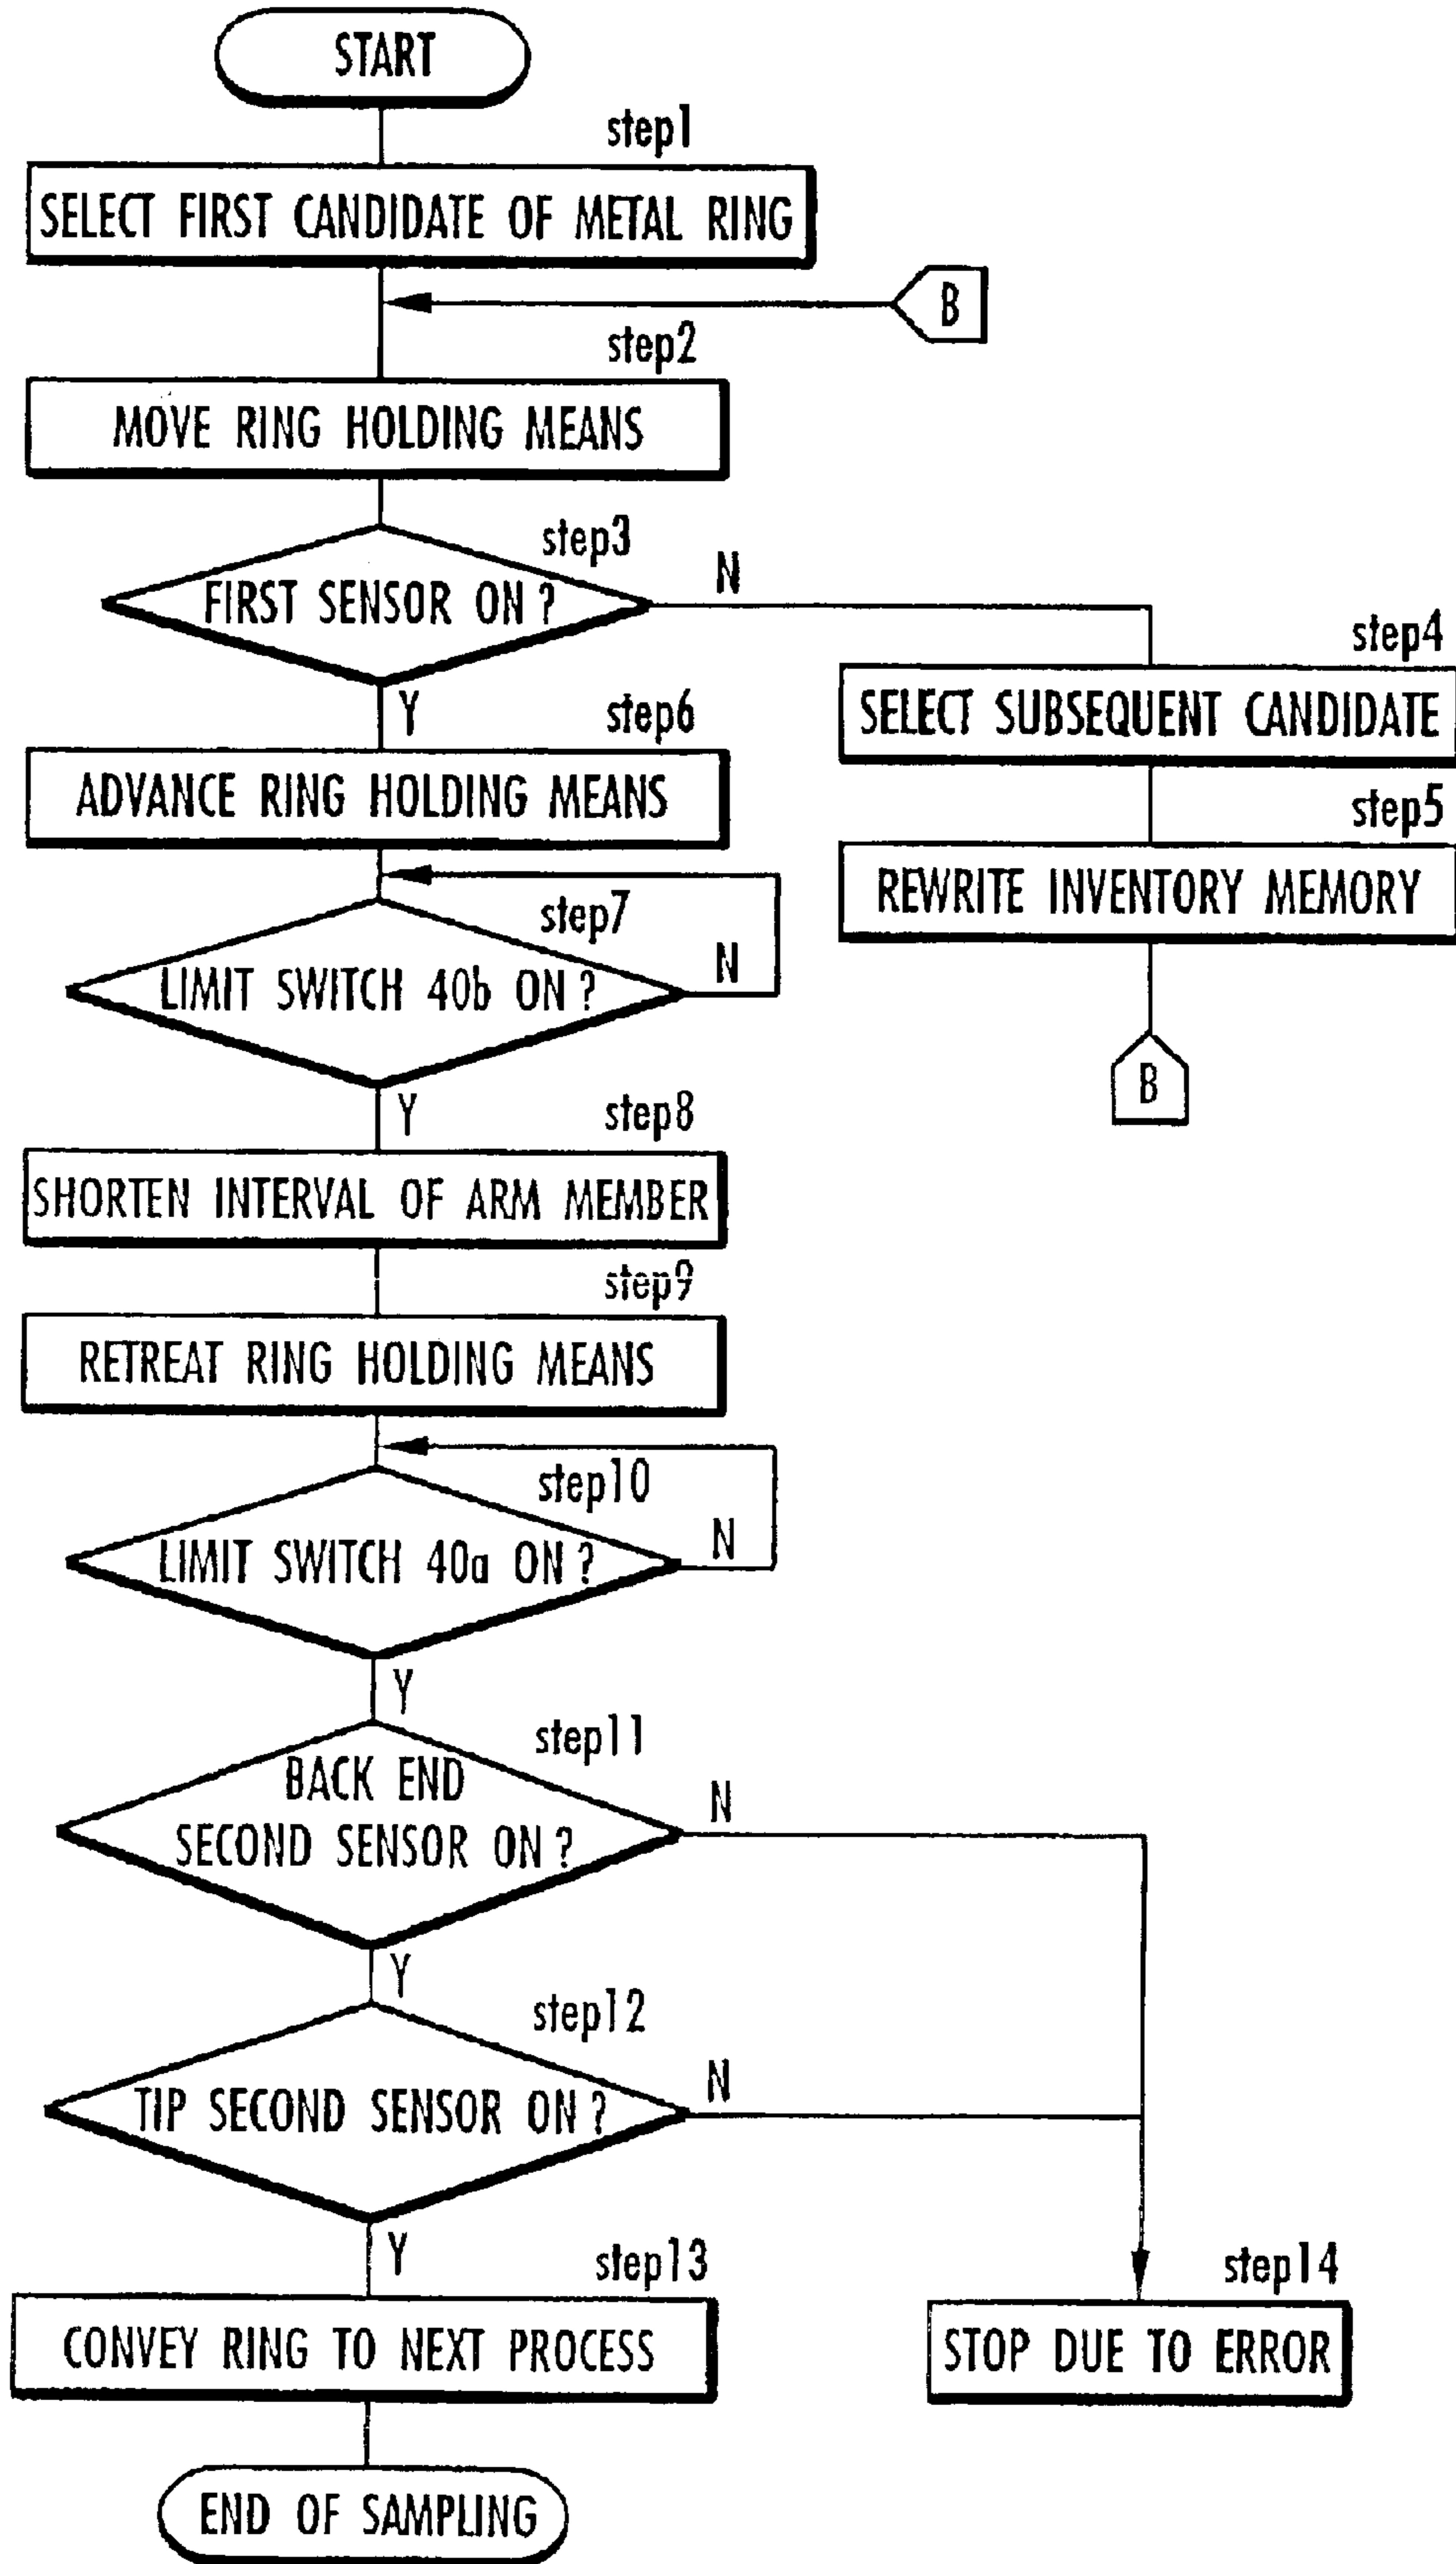 START
step1
SELECT FIRST CANDIDATE OF METAL RING
B
step2
MOVE RING HOLDING MEANS
step3
FIRST SENSOR ON ?
N
Y
step4
SELECT SUBSEQUENT CANDIDATE
step5
REWRITE INVENTORY MEMORY
B
step6
ADVANCE RING HOLDING MEANS
step7
LIMIT SWITCH 40b ON ?
N
Y
step8
SHORTEN INTERVAL OF ARM MEMBER
step9
RETREAT RING HOLDING MEANS
step10
LIMIT SWITCH 40a ON ?
N
Y
step11
BACK END
SECOND SENSOR ON ?
N
Y
step12
TIP SECOND SENSOR ON ?
N
Y
step13
CONVEY RING TO NEXT PROCESS
step14
STOP DUE TO ERROR
END OF SAMPLING